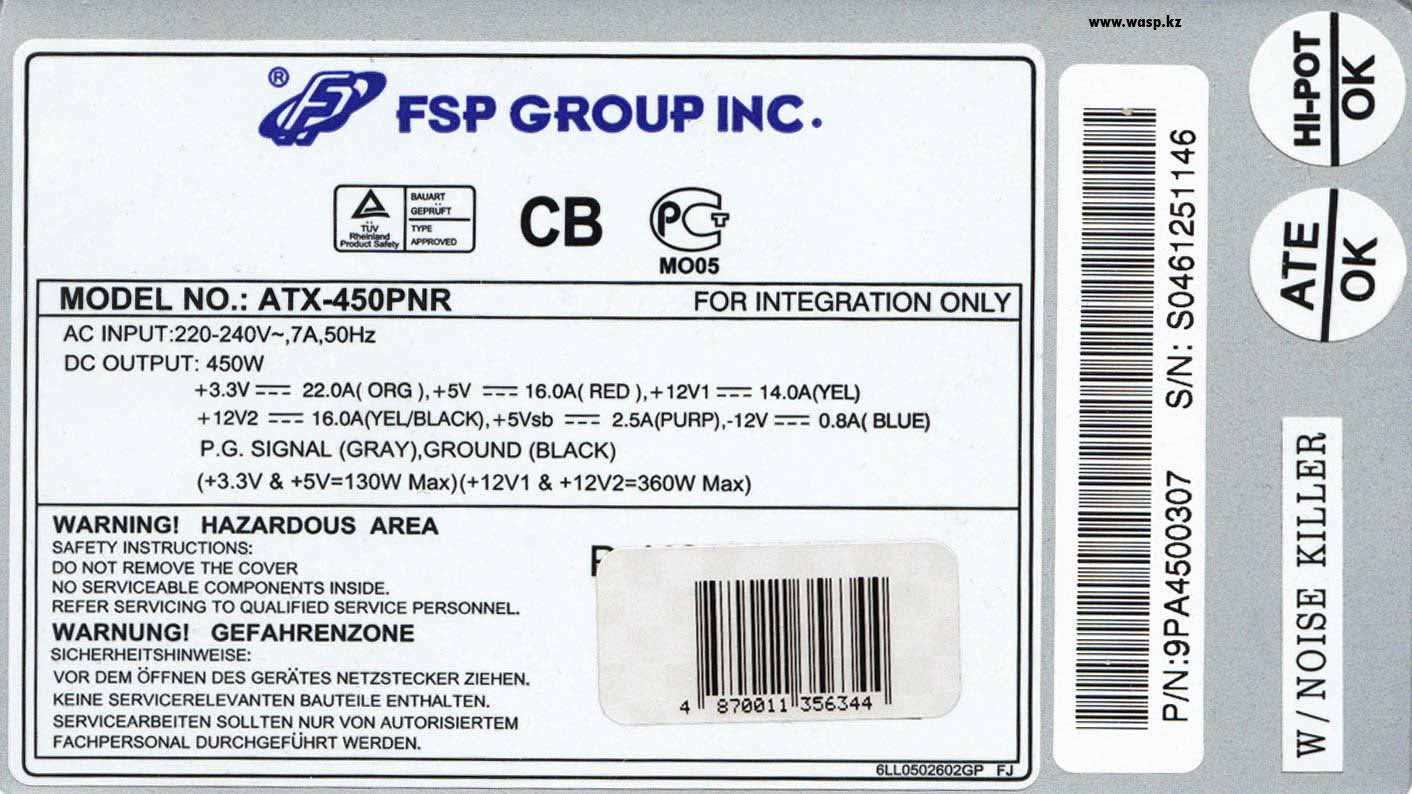 www.wasp.kz
® FSP GROUP INC.
TÜV
Rheinland
Product Safety
BAUART
GEPRÜFT
TYPE
APPROVED
CB
PCT
MO05
MODEL NO.: ATX-450PNR FOR INTEGRATION ONLY
AC INPUT:220-240V~,7A,50Hz
DC OUTPUT: 450W
+3.3V ⎓ 22.0A( ORG ),+5V ⎓ 16.0A( RED ),+12V1 ⎓ 14.0A(YEL)
+12V2 ⎓ 16.0A(YEL/BLACK),+5Vsb ⎓ 2.5A(PURP),-12V ⎓ 0.8A( BLUE)
P.G. SIGNAL (GRAY),GROUND (BLACK)
(+3.3V & +5V=130W Max)(+12V1 & +12V2=360W Max)
WARNING! HAZARDOUS AREA
SAFETY INSTRUCTIONS:
DO NOT REMOVE THE COVER
NO SERVICEABLE COMPONENTS INSIDE.
REFER SERVICING TO QUALIFIED SERVICE PERSONNEL.
WARNUNG! GEFAHRENZONE
SICHERHEITSHINWEISE:
VOR DEM ÖFFNEN DES GERÄTES NETZSTECKER ZIEHEN.
KEINE SERVICERELEVANTEN BAUTEILE ENTHALTEN.
SERVICEARBEITEN SOLLTEN NUR VON AUTORISIERTEM
FACHPERSONAL DURCHGEFÜHRT WERDEN.
4 870011 356344
6LL0502602GP FJ
S/N: S0461251146
P/N:9PA4500307
HI-POT
OK
ATE
OK
W/NOISE KILLER